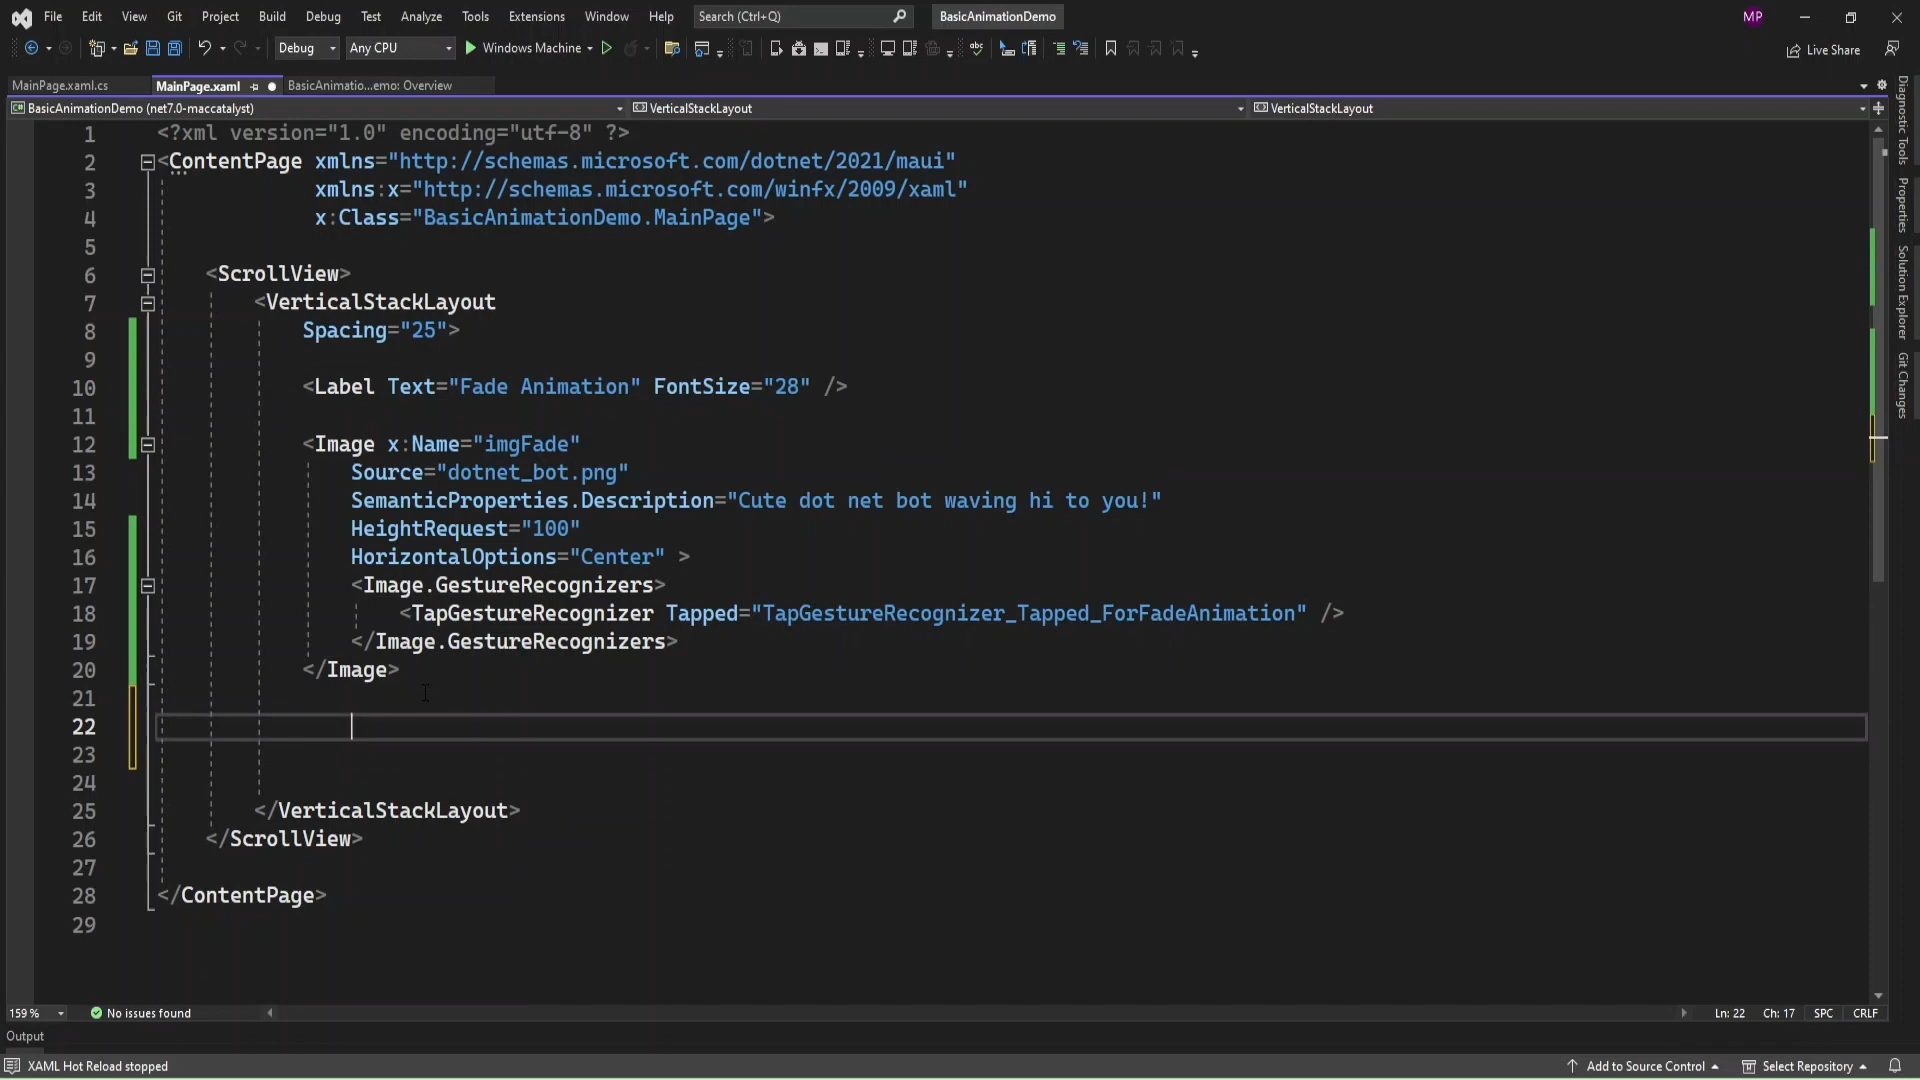 File Edit View Git Project Build Debug Test Analyze Tools Extensions Window Help Search (Ctrl+Q) BasicAnimationDemo MP
Debug Any CPU Windows Machine Live Share
MainPage.xaml.cs MainPage.xaml BasicAnimatio...emo: Overview
BasicAnimationDemo (net7.0-maccatalyst) VerticalStackLayout VerticalStackLayout
1 <?xml version="1.0" encoding="utf-8" ?>
2 <ContentPage xmlns="http://schemas.microsoft.com/dotnet/2021/maui"
3 xmlns:x="http://schemas.microsoft.com/winfx/2009/xaml"
4 x:Class="BasicAnimationDemo.MainPage">
5
6 <ScrollView>
7 <VerticalStackLayout
8 Spacing="25">
9
10 <Label Text="Fade Animation" FontSize="28" />
11
12 <Image x:Name="imgFade"
13 Source="dotnet_bot.png"
14 SemanticProperties.Description="Cute dot net bot waving hi to you!"
15 HeightRequest="100"
16 HorizontalOptions="Center" >
17 <Image.GestureRecognizers>
18 <TapGestureRecognizer Tapped="TapGestureRecognizer_Tapped_ForFadeAnimation" />
19 </Image.GestureRecognizers>
20 </Image>
21
22
23
24
25 </VerticalStackLayout>
26 </ScrollView>
27
28 </ContentPage>
29
Diagnostic Tools
Properties
Solution Explorer
Git Changes
159 % No issues found Ln: 22 Ch: 17 SPC CRLF
Output
XAML Hot Reload stopped Add to Source Control Select Repository